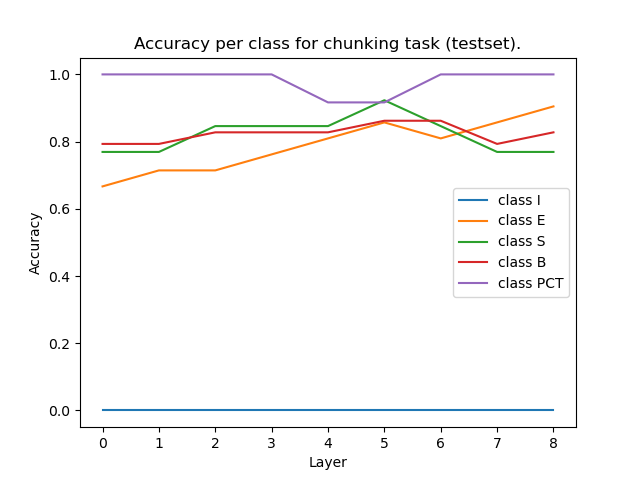 Accuracy per class for chunking task (testset).
1.0
0.8
0.6
0.4
0.2
0.0
Accuracy
class I
class E
class S
class B
class PCT
0 1 2 3 4 5 6 7 8
Layer